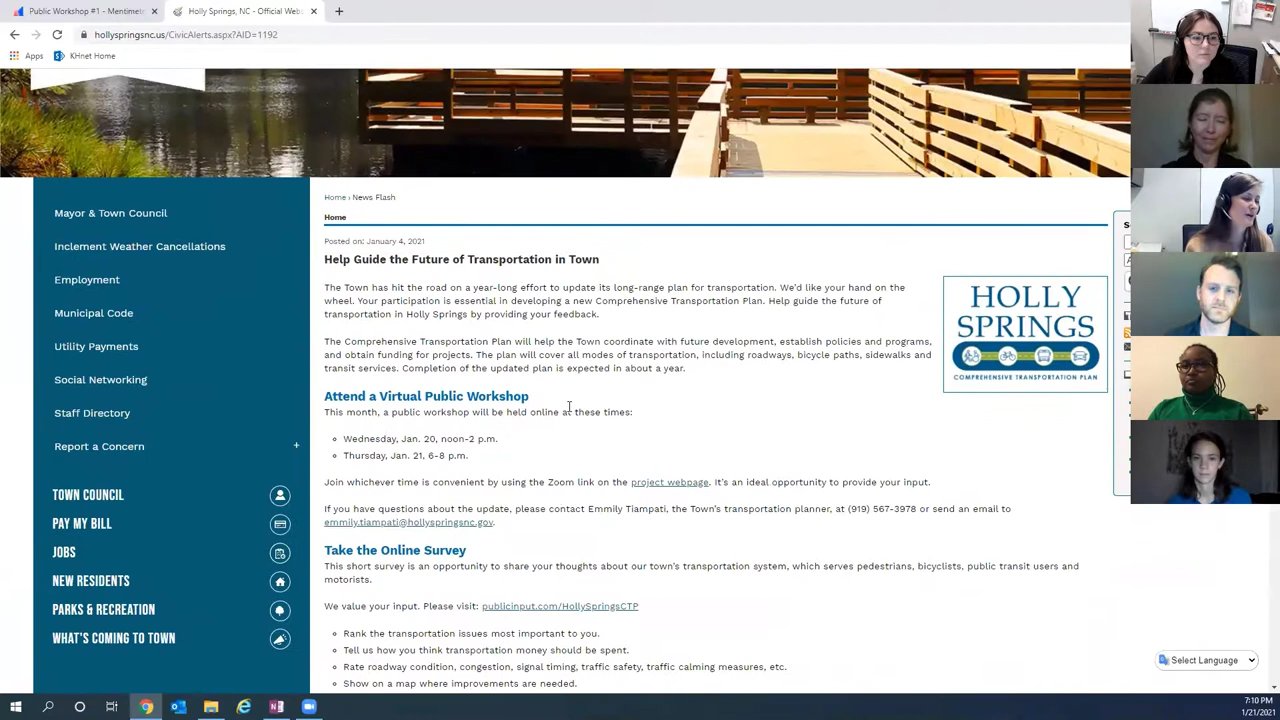 Public Workshop #1 - Mentimete
Holly Springs, NC - Official Webs
hollyspringsnc.us/CivicAlerts.aspx?AID=1192
Apps
KHnet Home
Mayor & Town Council
Inclement Weather Cancellations
Employment
Municipal Code
Utility Payments
Social Networking
Staff Directory
Report a Concern +
TOWN COUNCIL
PAY MY BILL
JOBS
NEW RESIDENTS
PARKS & RECREATION
WHAT'S COMING TO TOWN
Home › News Flash
Home
Posted on: January 4, 2021
Help Guide the Future of Transportation in Town
The Town has hit the road on a year-long effort to update its long-range plan for transportation. We'd like your hand on the
wheel. Your participation is essential in developing a new Comprehensive Transportation Plan. Help guide the future of
transportation in Holly Springs by providing your feedback.
The Comprehensive Transportation Plan will help the Town coordinate with future development, establish policies and programs,
and obtain funding for projects. The plan will cover all modes of transportation, including roadways, bicycle paths, sidewalks and
transit services. Completion of the updated plan is expected in about a year.
HOLLY
SPRINGS
COMPREHENSIVE TRANSPORTATION PLAN
Attend a Virtual Public Workshop
This month, a public workshop will be held online at these times:
Wednesday, Jan. 20, noon-2 p.m.
Thursday, Jan. 21, 6-8 p.m.
Join whichever time is convenient by using the Zoom link on the project webpage. It's an ideal opportunity to provide your input.
If you have questions about the update, please contact Emmily Tiampati, the Town's transportation planner, at (919) 567-3978 or send an email to
emmily.tiampati@hollyspringsnc.gov.
Take the Online Survey
This short survey is an opportunity to share your thoughts about our town's transportation system, which serves pedestrians, bicyclists, public transit users and
motorists.
We value your input. Please visit: publicinput.com/HollySpringsCTP
Rank the transportation issues most important to you.
Tell us how you think transportation money should be spent.
Rate roadway condition, congestion, signal timing, traffic safety, traffic calming measures, etc.
Show on a map where improvements are needed.
Select Language
7:10 PM
1/21/2021